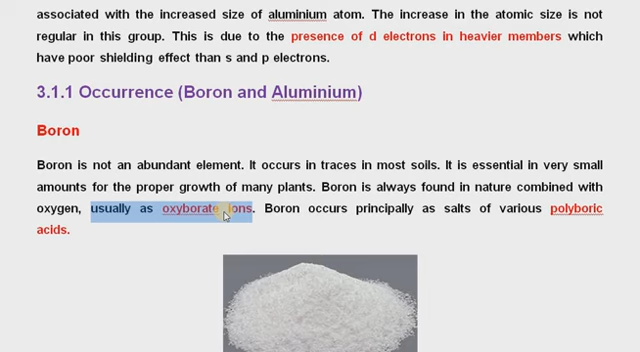 associated with the increased size of aluminium atom. The increase in the atomic size is not
regular in this group. This is due to the presence of d electrons in heavier members which
have poor shielding effect than s and p electrons.
3.1.1 Occurrence (Boron and Aluminium)
Boron
Boron is not an abundant element. It occurs in traces in most soils. It is essential in very small
amounts for the proper growth of many plants. Boron is always found in nature combined with
oxygen, usually as oxyborate ions. Boron occurs principally as salts of various polyboric
acids.